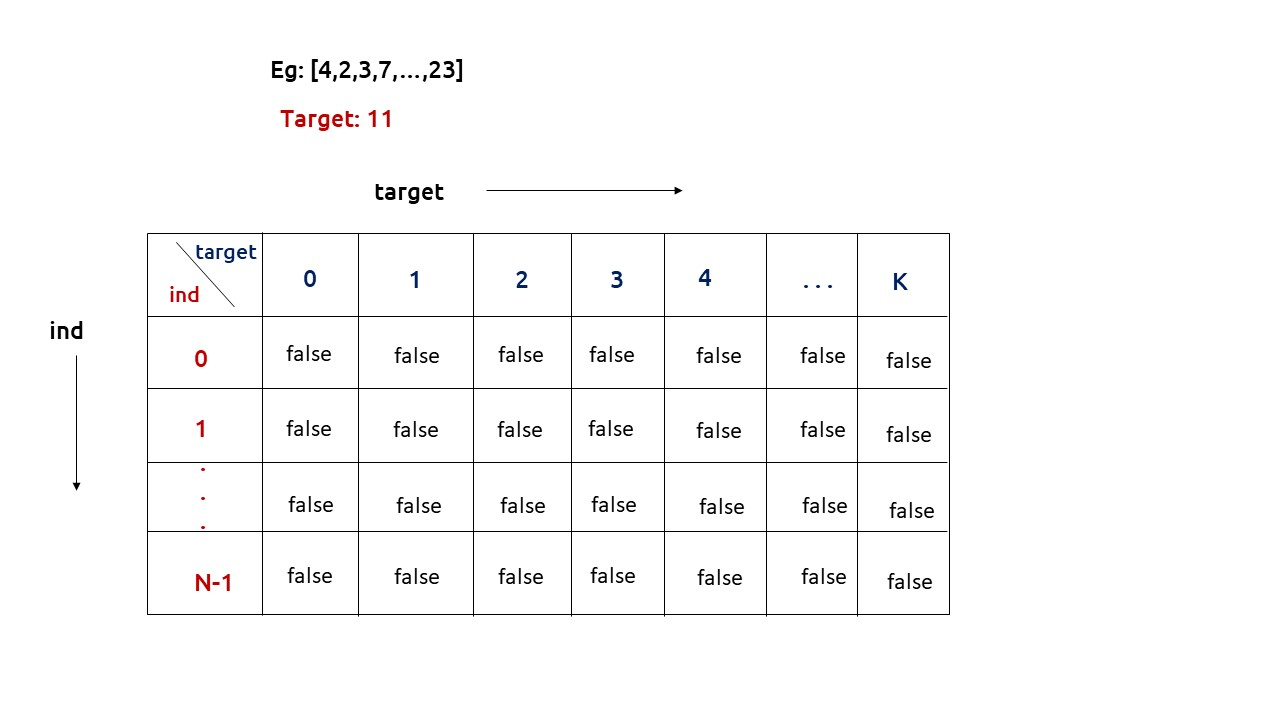 Eg: [4,2,3,7,...,23]
Target: 11
target
target
ind
0 1 2 3 4 ... K
ind
0 false false false false false false false
1 false false false false false false false
. false false false false false false false
.
.
N-1 false false false false false false false